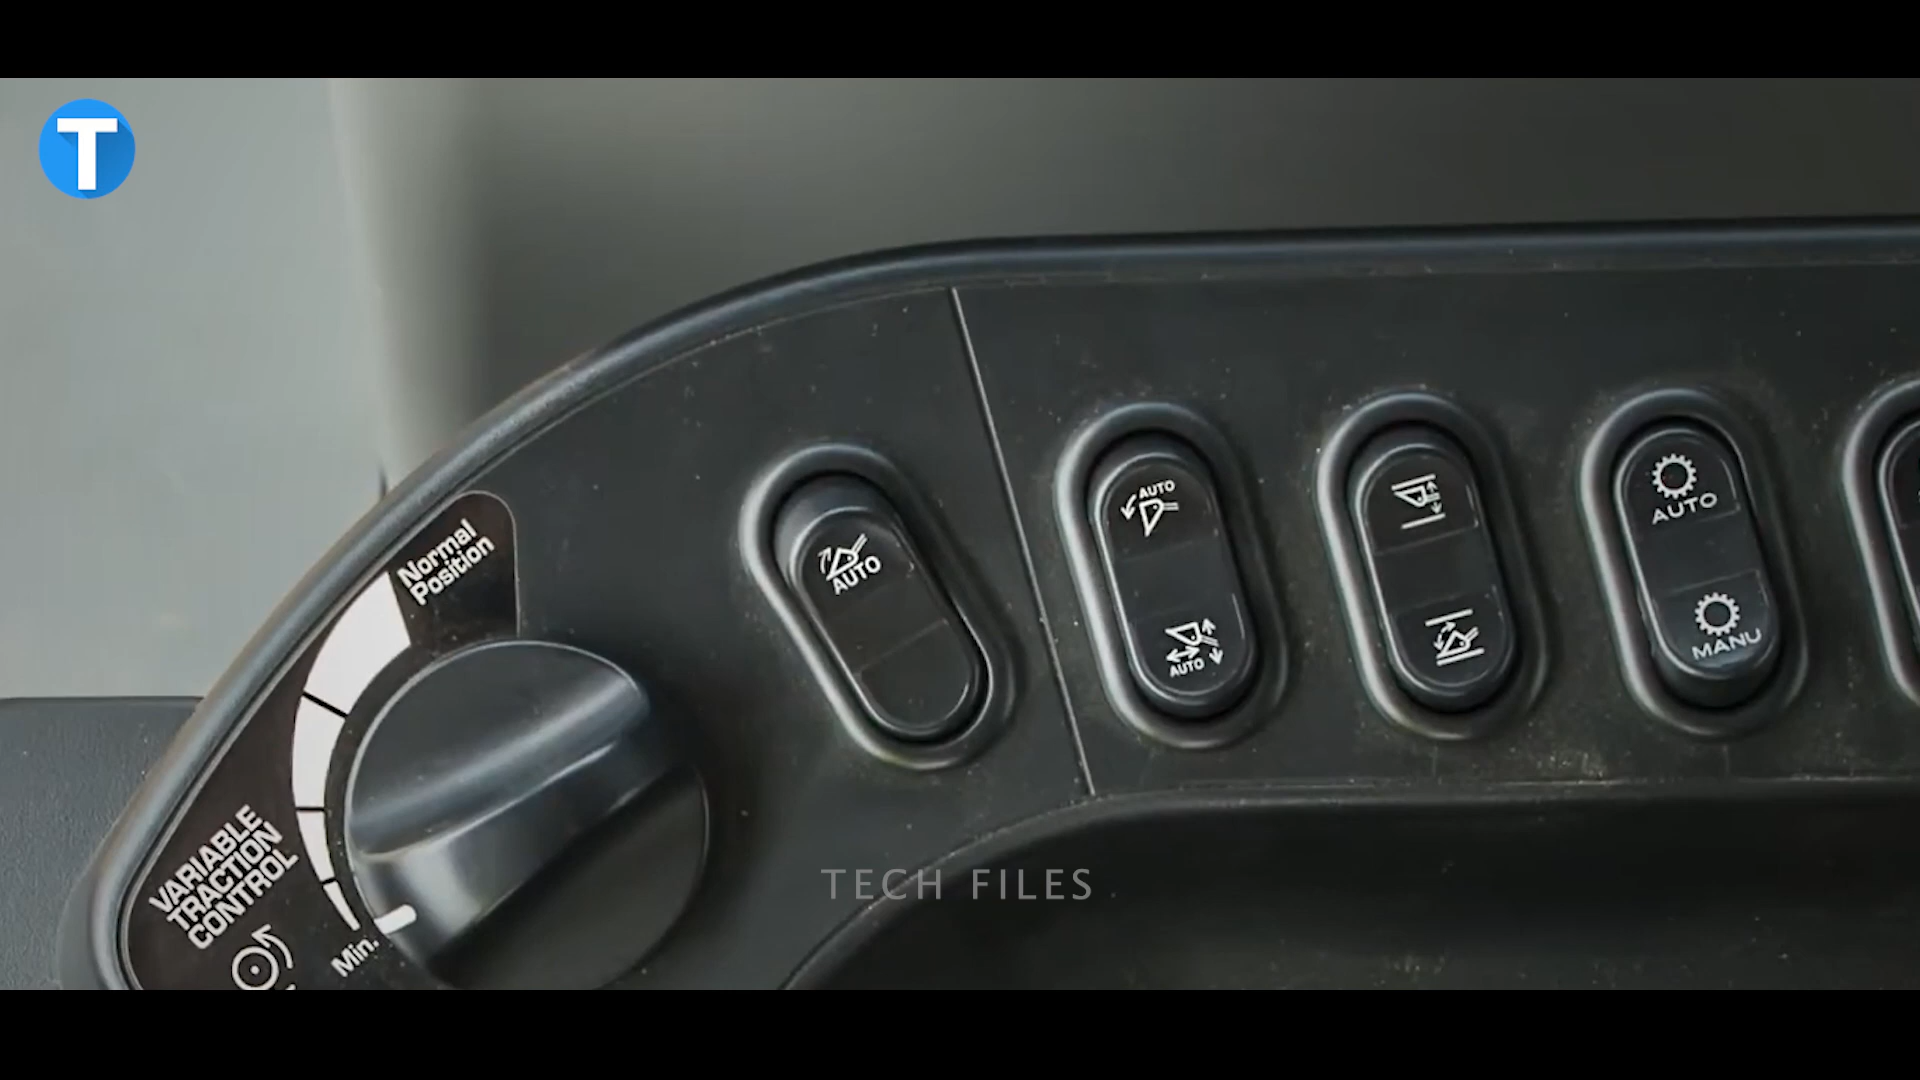 T
Normal
Position
AUTO
AUTO
AUTO
AUTO
MANU
VARIABLE
TRACTION
CONTROL
Min.
TECH FILES